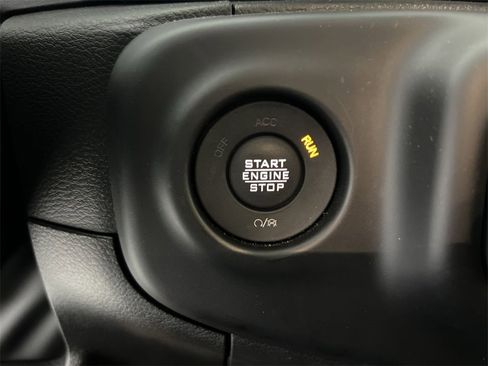 ACC
OFF
RUN
START
ENGINE
STOP